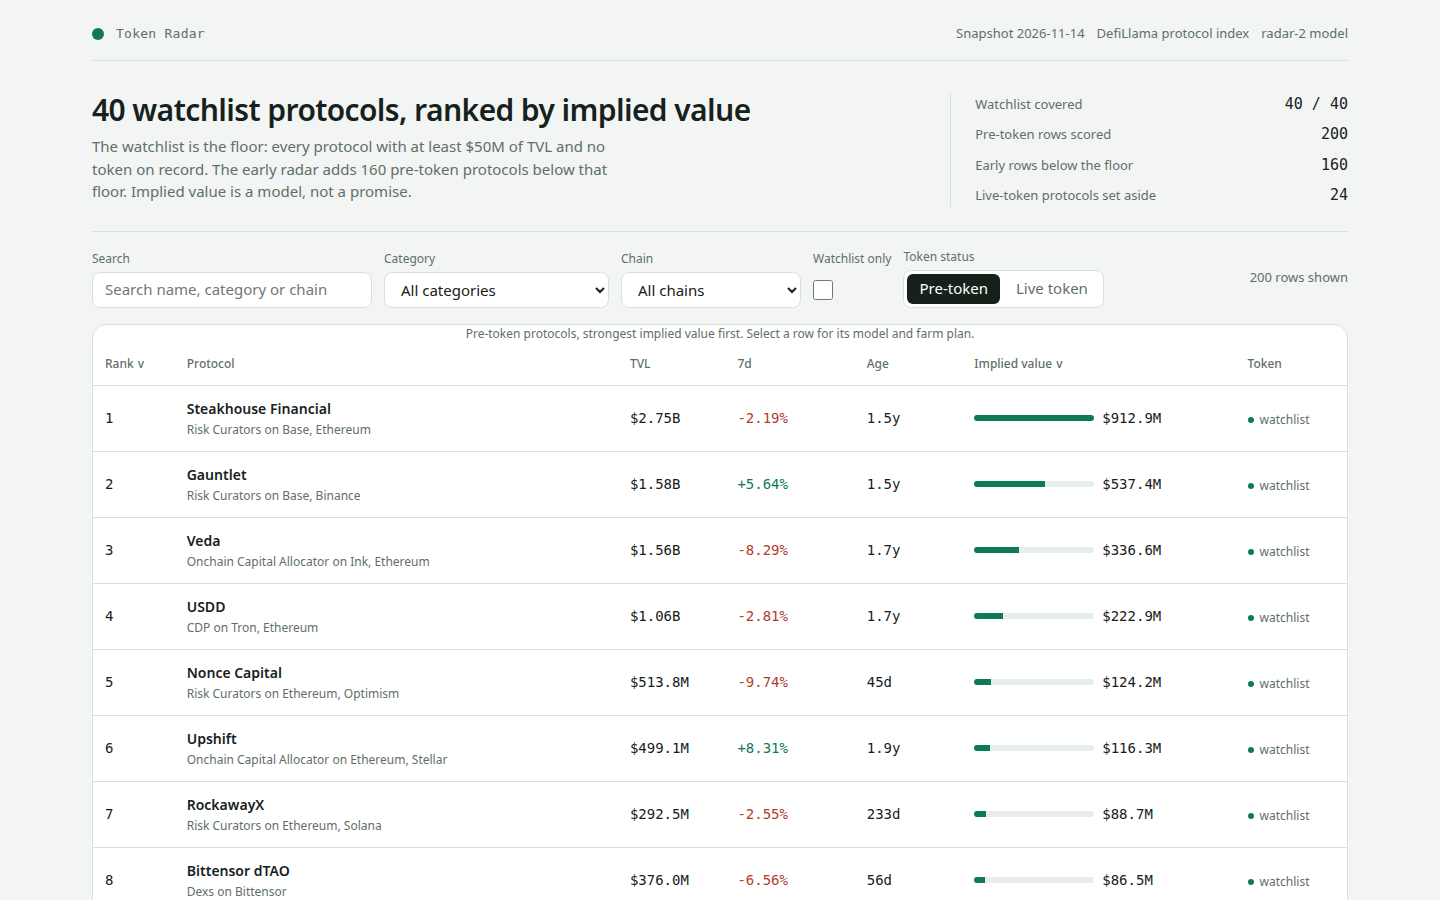 Token Radar
Snapshot 2026-11-14 DefiLlama protocol index radar-2 model
40 watchlist protocols, ranked by implied value
The watchlist is the floor: every protocol with at least $50M of TVL and no
token on record. The early radar adds 160 pre-token protocols below that
floor. Implied value is a model, not a promise.
Watchlist covered 40 / 40
Pre-token rows scored 200
Early rows below the floor 160
Live-token protocols set aside 24
Search Category Chain Watchlist only Token status
Search name, category or chain All categories All chains Pre-token Live token 200 rows shown
Pre-token protocols, strongest implied value first. Select a row for its model and farm plan.
Rank v Protocol TVL 7d Age Implied value v Token
1 Steakhouse Financial $2.75B -2.19% 1.5y $912.9M watchlist
Risk Curators on Base, Ethereum
2 Gauntlet $1.58B +5.64% 1.5y $537.4M watchlist
Risk Curators on Base, Binance
3 Veda $1.56B -8.29% 1.7y $336.6M watchlist
Onchain Capital Allocator on Ink, Ethereum
4 USDD $1.06B -2.81% 1.7y $222.9M watchlist
CDP on Tron, Ethereum
5 Nonce Capital $513.8M -9.74% 45d $124.2M watchlist
Risk Curators on Ethereum, Optimism
6 Upshift $499.1M +8.31% 1.9y $116.3M watchlist
Onchain Capital Allocator on Ethereum, Stellar
7 RockawayX $292.5M -2.55% 233d $88.7M watchlist
Risk Curators on Ethereum, Solana
8 Bittensor dTAO $376.0M -6.56% 56d $86.5M watchlist
Dexs on Bittensor